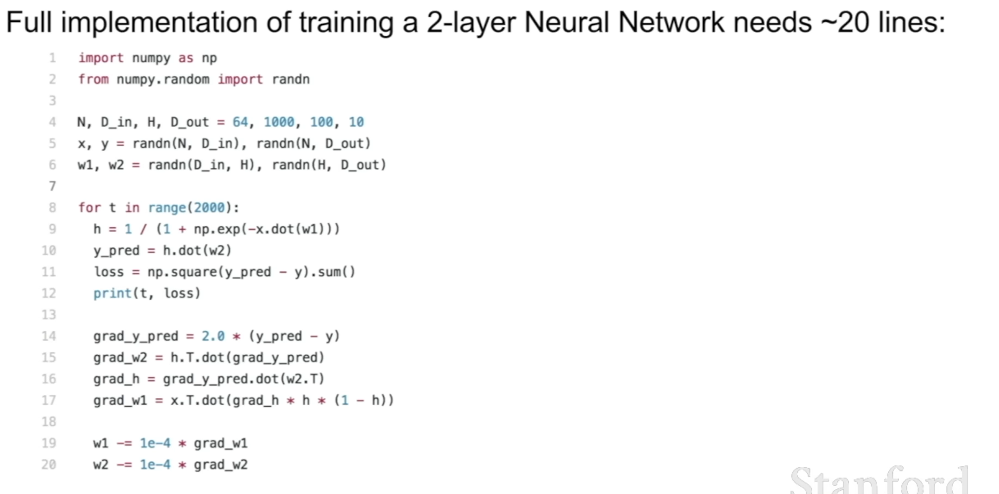 Full implementation of training a 2-layer Neural Network needs ~20 lines:
1 import numpy as np
2 from numpy.random import randn
3
4 N, D_in, H, D_out = 64, 1000, 100, 10
5 x, y = randn(N, D_in), randn(N, D_out)
6 w1, w2 = randn(D_in, H), randn(H, D_out)
7
8 for t in range(2000):
9   h = 1 / (1 + np.exp(-x.dot(w1)))
10   y_pred = h.dot(w2)
11   loss = np.square(y_pred - y).sum()
12   print(t, loss)
13
14   grad_y_pred = 2.0 * (y_pred - y)
15   grad_w2 = h.T.dot(grad_y_pred)
16   grad_h = grad_y_pred.dot(w2.T)
17   grad_w1 = x.T.dot(grad_h * h * (1 - h))
18
19   w1 -= 1e-4 * grad_w1
20   w2 -= 1e-4 * grad_w2
Stanford